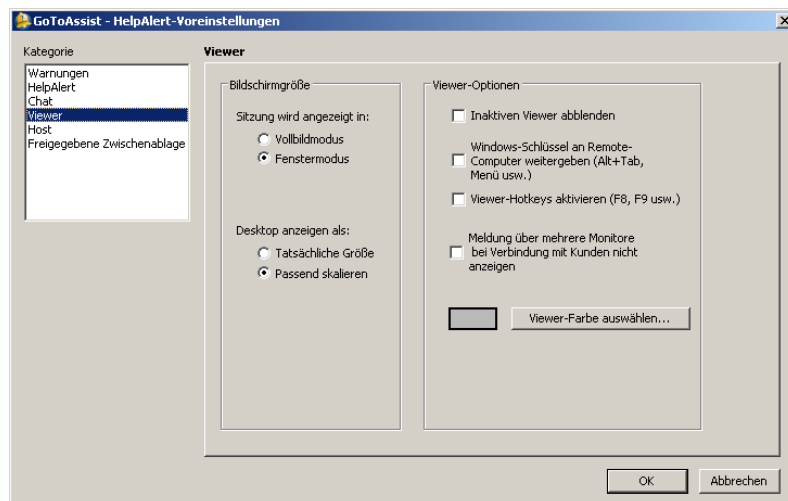 GoToAssist - HelpAlert-Voreinstellungen
Kategorie
Warnungen
HelpAlert
Chat
Viewer
Host
Freigegebene Zwischenablage
Viewer
Bildschirmgröße
Sitzung wird angezeigt in:
Vollbildmodus
Fenstermodus
Desktop anzeigen als:
Tatsächliche Größe
Passend skalieren
Viewer-Optionen
Inaktiven Viewer abblenden
Windows-Schlüssel an Remote-
Computer weitergeben (Alt+Tab,
Menü usw.)
Viewer-Hotkeys aktivieren (F8, F9 usw.)
Meldung über mehrere Monitore
bei Verbindung mit Kunden nicht
anzeigen
Viewer-Farbe auswählen...
OK
Abbrechen